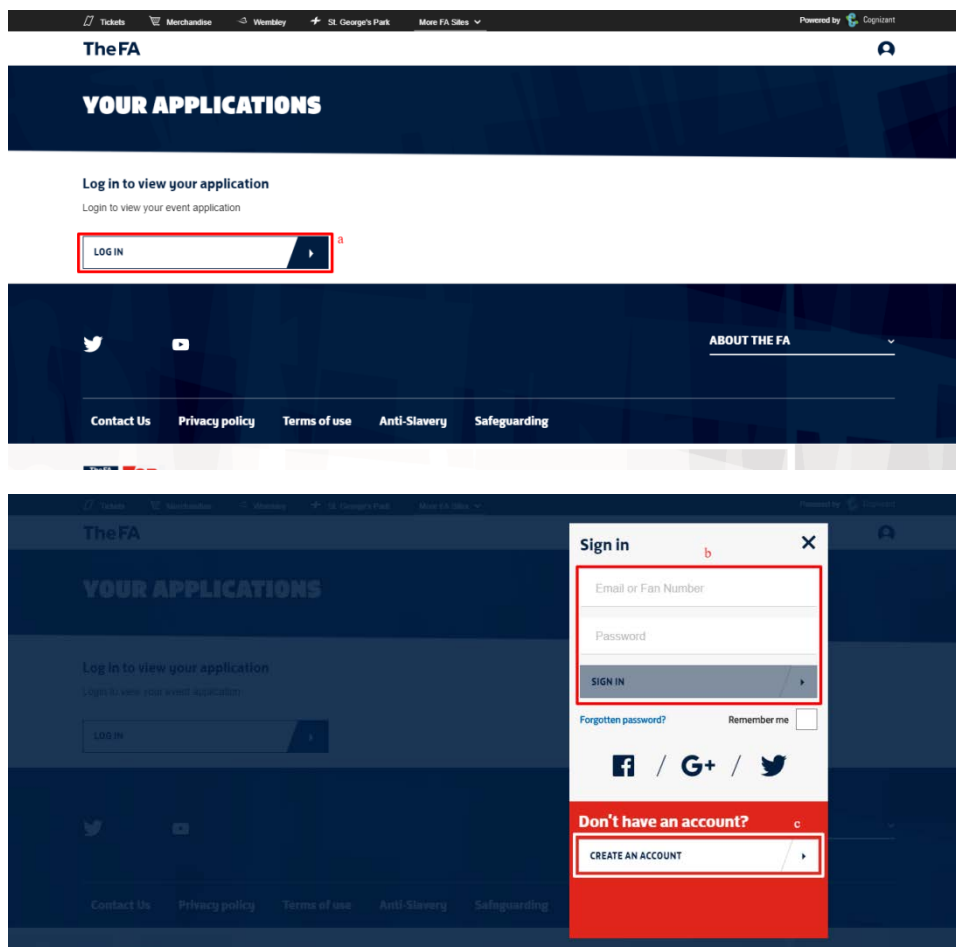 Tickets Merchandise Wembley St. George's Park More FA Sites Powered by Cognizant
TheFA
YOUR APPLICATIONS
Log in to view your application
Login to view your event application
LOG IN
a
ABOUT THE FA
Contact Us Privacy policy Terms of use Anti-Slavery Safeguarding
Tickets Merchandise Wembley St. George's Park More FA Sites Powered by Cognizant
TheFA
YOUR APPLICATIONS
Log in to view your application
Login to view your event application
LOG IN
Contact Us Privacy policy Terms of use Anti-Slavery Safeguarding
Sign in
b
Email or Fan Number
Password
SIGN IN
Forgotten password? Remember me
G+
Don't have an account?
c
CREATE AN ACCOUNT